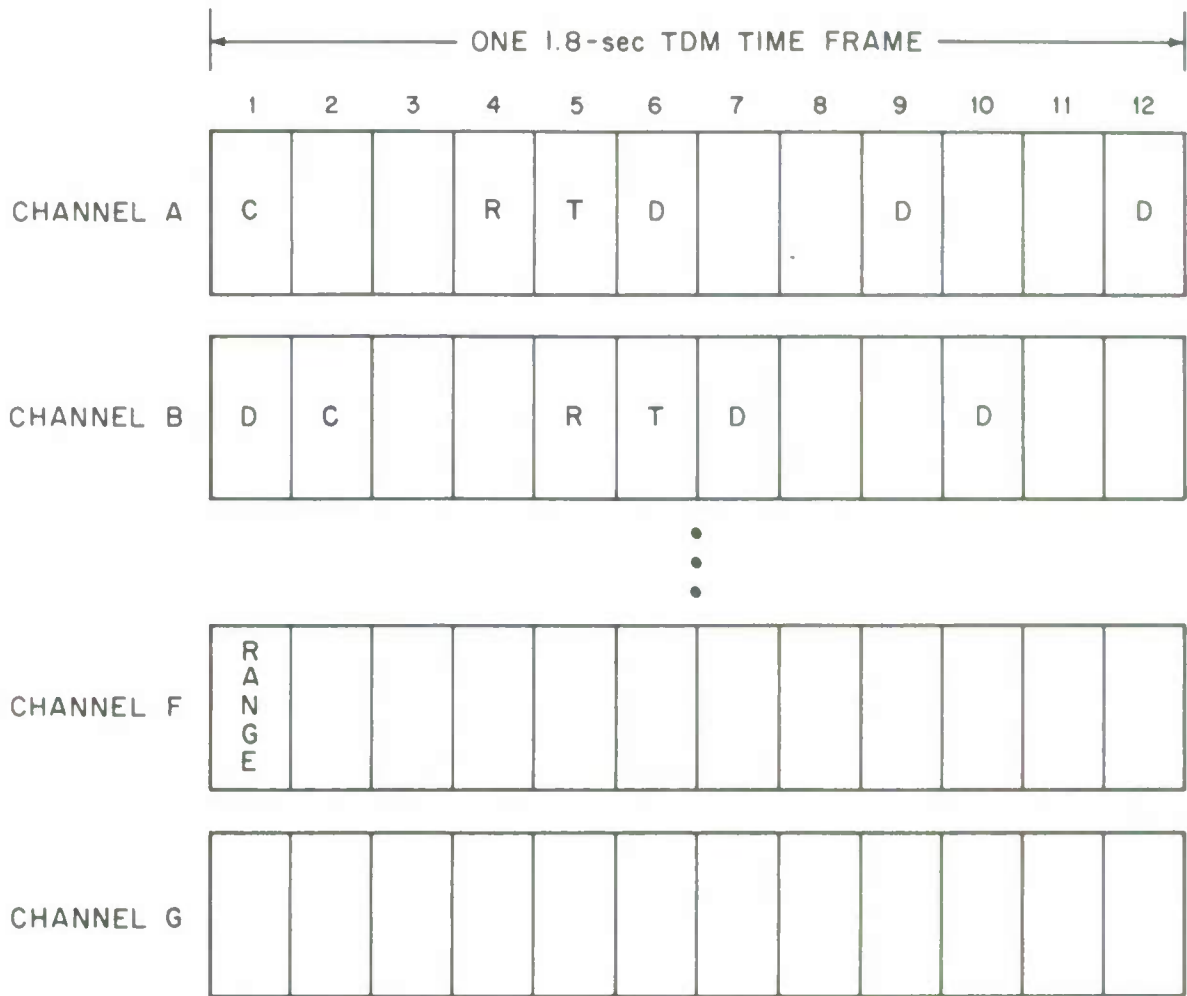 ONE 1.8-sec TDM TIME FRAME
1 2 3 4 5 6 7 8 9 10 11 12
CHANNEL A C R T D D D
CHANNEL B D C R T D D
CHANNEL F RANGE
CHANNEL G